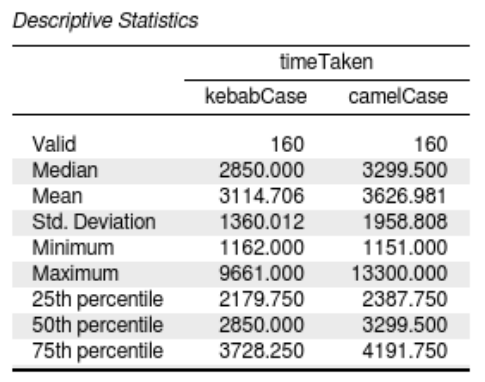 Descriptive Statistics
timeTaken
kebabCase camelCase
Valid 160 160
Median 2850.000 3299.500
Mean 3114.706 3626.981
Std. Deviation 1360.012 1958.808
Minimum 1162.000 1151.000
Maximum 9661.000 13300.000
25th percentile 2179.750 2387.750
50th percentile 2850.000 3299.500
75th percentile 3728.250 4191.750